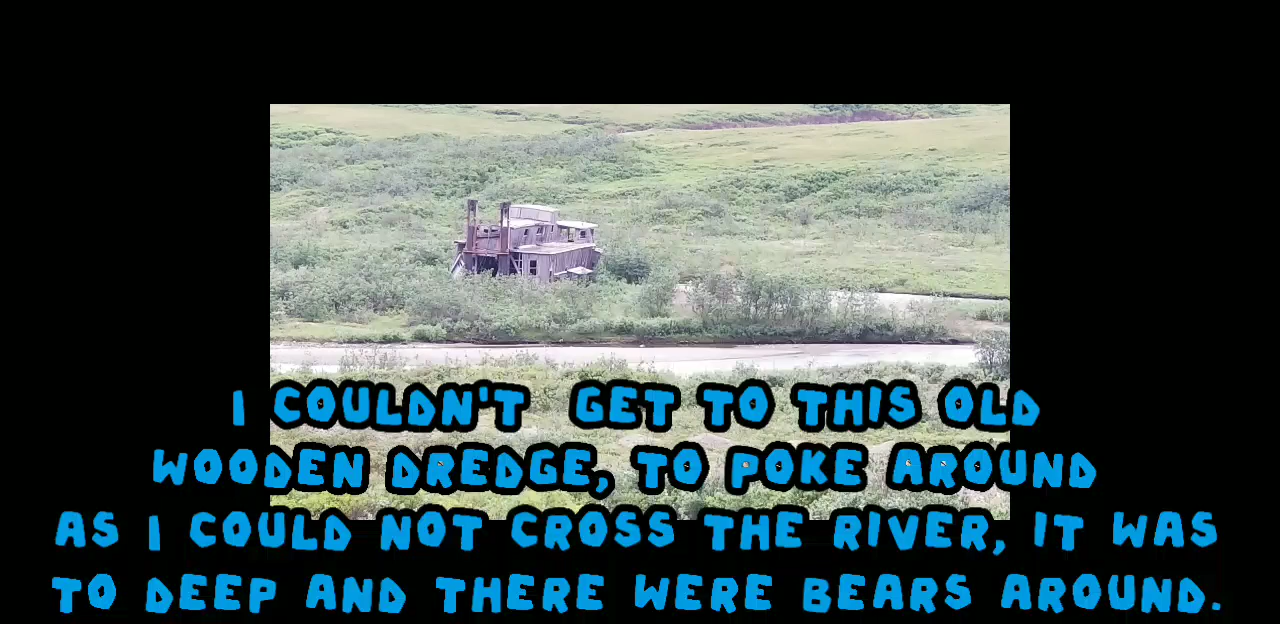 I COULDN'T GET TO THIS OLD
WOODEN DREDGE, TO POKE AROUND
AS I COULD NOT CROSS THE RIVER, IT WAS
TO DEEP AND THERE WERE BEARS AROUND.